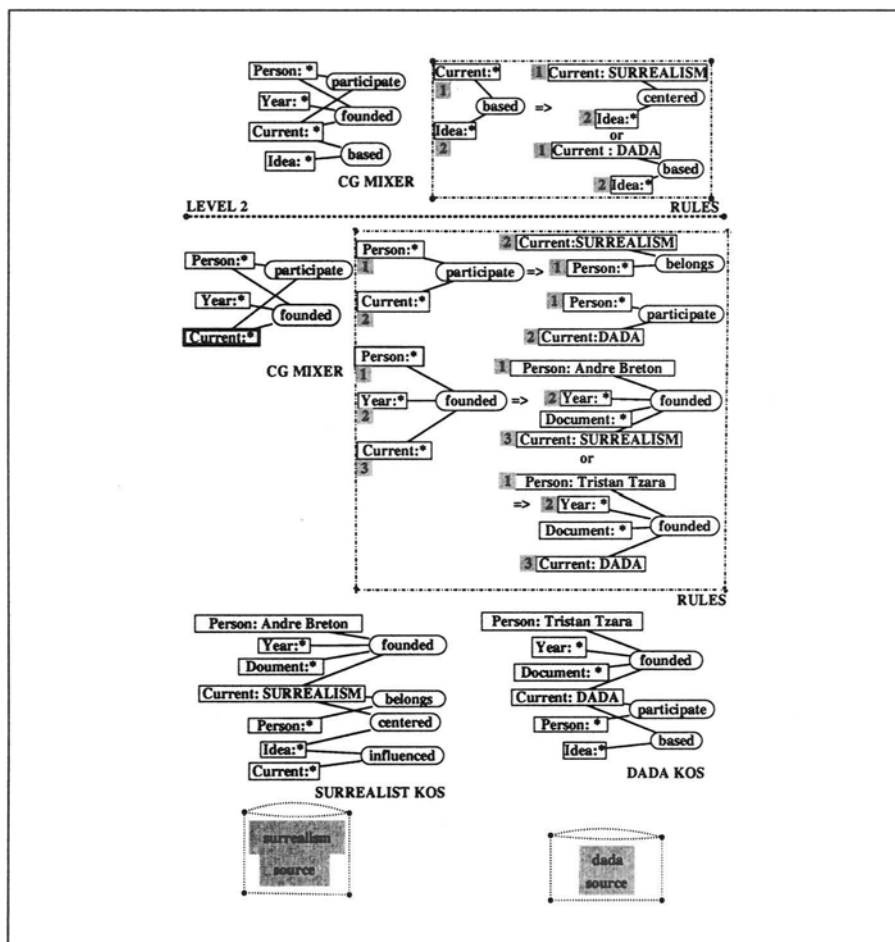 Person: *
participate
Year: *
founded
Current: *
based
Idea: *
CG MIXER
Current:*
1
based
Idea:*
2
=>
1 Current: SURREALISM
centered
2 Idea:*
or
1 Current : DADA
based
2 Idea:*
RULES
LEVEL 2
Person:*
participate
Year:*
founded
Current:*
CG MIXER
Person:*
1
participate
Current:*
2
=>
2 Current:SURREALISM
belongs
1 Person:*
1 Person:*
participate
2 Current:DADA
Person:*
1
Year:*
2
founded
Current:*
3
=>
1 Person: Andre Breton
2 Year: *
founded
Document: *
3 Current: SURREALISM
or
1 Person: Tristan Tzara
=>
2 Year: *
founded
Document: *
3 Current: DADA
RULES
Person: Andre Breton
Year:*
founded
Doument:*
Current: SURREALISM
belongs
Person:*
centered
Idea:*
influenced
Current:*
SURREALIST KOS
Person: Tristan Tzara
Year: *
founded
Document: *
Current: DADA
participate
Person: *
based
Idea:*
DADA KOS
surrealism
source
dada
source